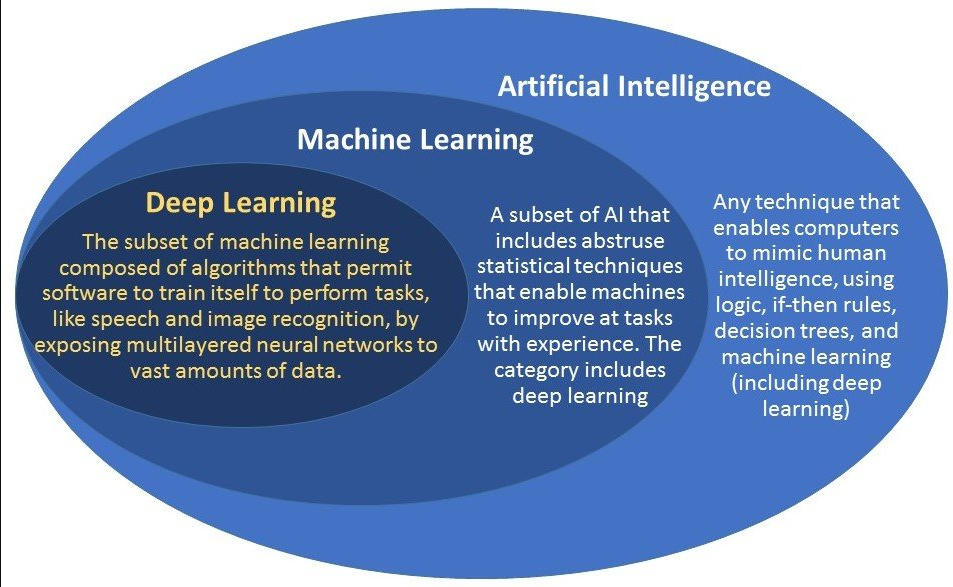 Artificial Intelligence
Machine Learning
Deep Learning
The subset of machine learning
composed of algorithms that permit
software to train itself to perform tasks,
like speech and image recognition, by
exposing multilayered neural networks to
vast amounts of data.
A subset of AI that
includes abstruse
statistical techniques
that enable machines
to improve at tasks
with experience. The
category includes
deep learning
Any technique that
enables computers
to mimic human
intelligence, using
logic, if-then rules,
decision trees, and
machine learning
(including deep
learning)